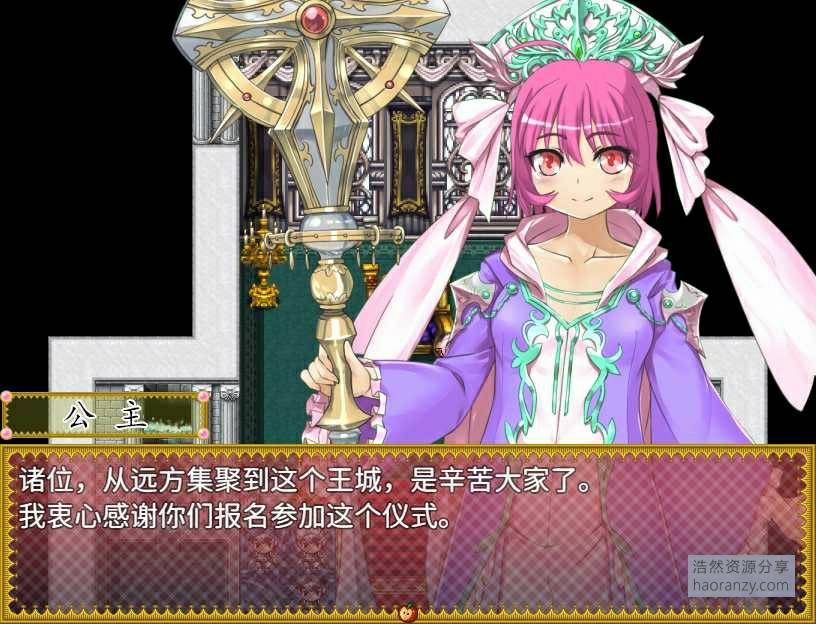 公主
诸位，从远方集聚到这个王城，是辛苦大家了。
我衷心感谢你们报名参加这个仪式。
浩然资源分享
haoranzy.com